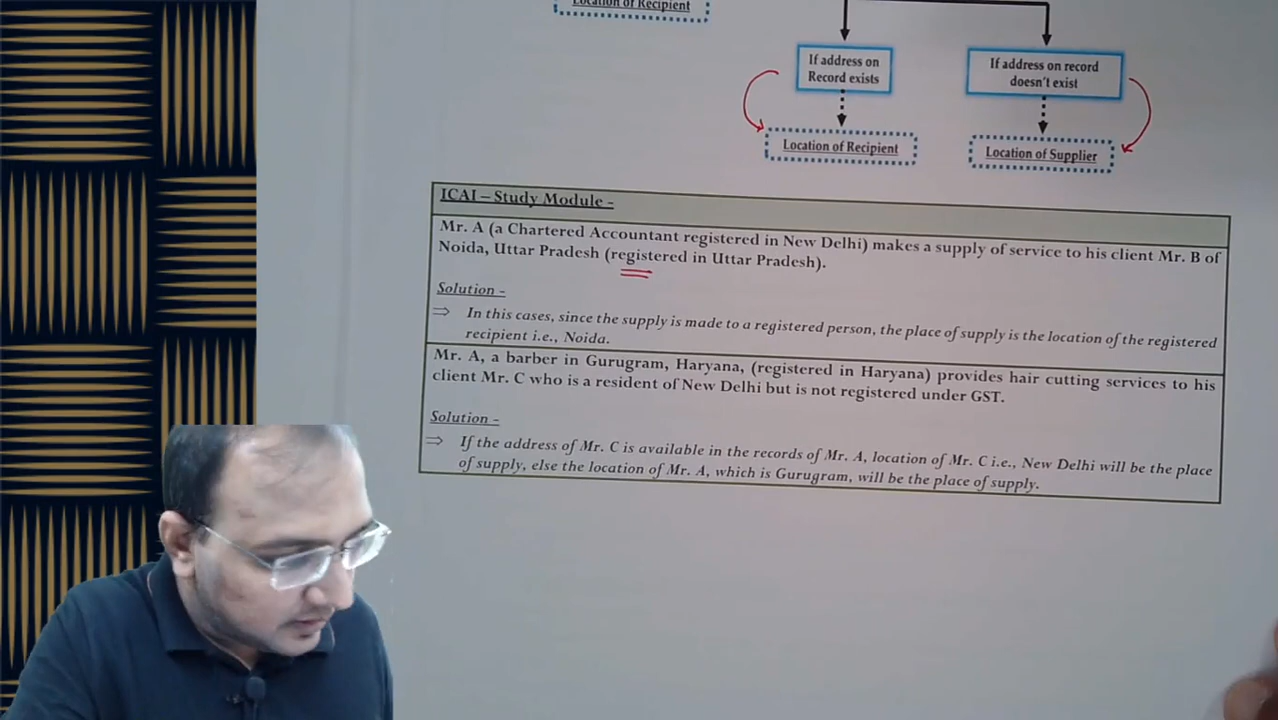 Location of Recipient
If address on
Record exists
If address on record
doesn't exist
Location of Recipient
Location of Supplier
ICAI – Study Module -
Mr. A (a Chartered Accountant registered in New Delhi) makes a supply of service to his client Mr. B of
Noida, Uttar Pradesh (registered in Uttar Pradesh).
Solution -
⇒ In this cases, since the supply is made to a registered person, the place of supply is the location of the registered
recipient i.e., Noida.
Mr. A, a barber in Gurugram, Haryana, (registered in Haryana) provides hair cutting services to his
client Mr. C who is a resident of New Delhi but is not registered under GST.
Solution -
⇒ If the address of Mr. C is available in the records of Mr. A, location of Mr. C i.e., New Delhi will be the place
of supply, else the location of Mr. A, which is Gurugram, will be the place of supply.